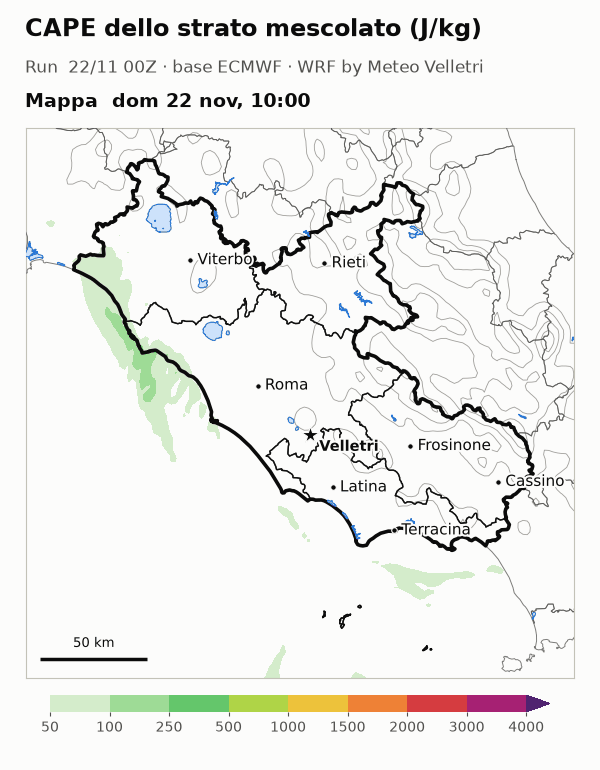 CAPE dello strato mescolato (J/kg)
Run  22/11 00Z · base ECMWF · WRF by Meteo Velletri
Mappa  dom 22 nov, 10:00
Viterbo
Rieti
Roma
Velletri
Frosinone
Latina
Cassino
Terracina
50 km
50 100 250 500 1000 1500 2000 3000 4000